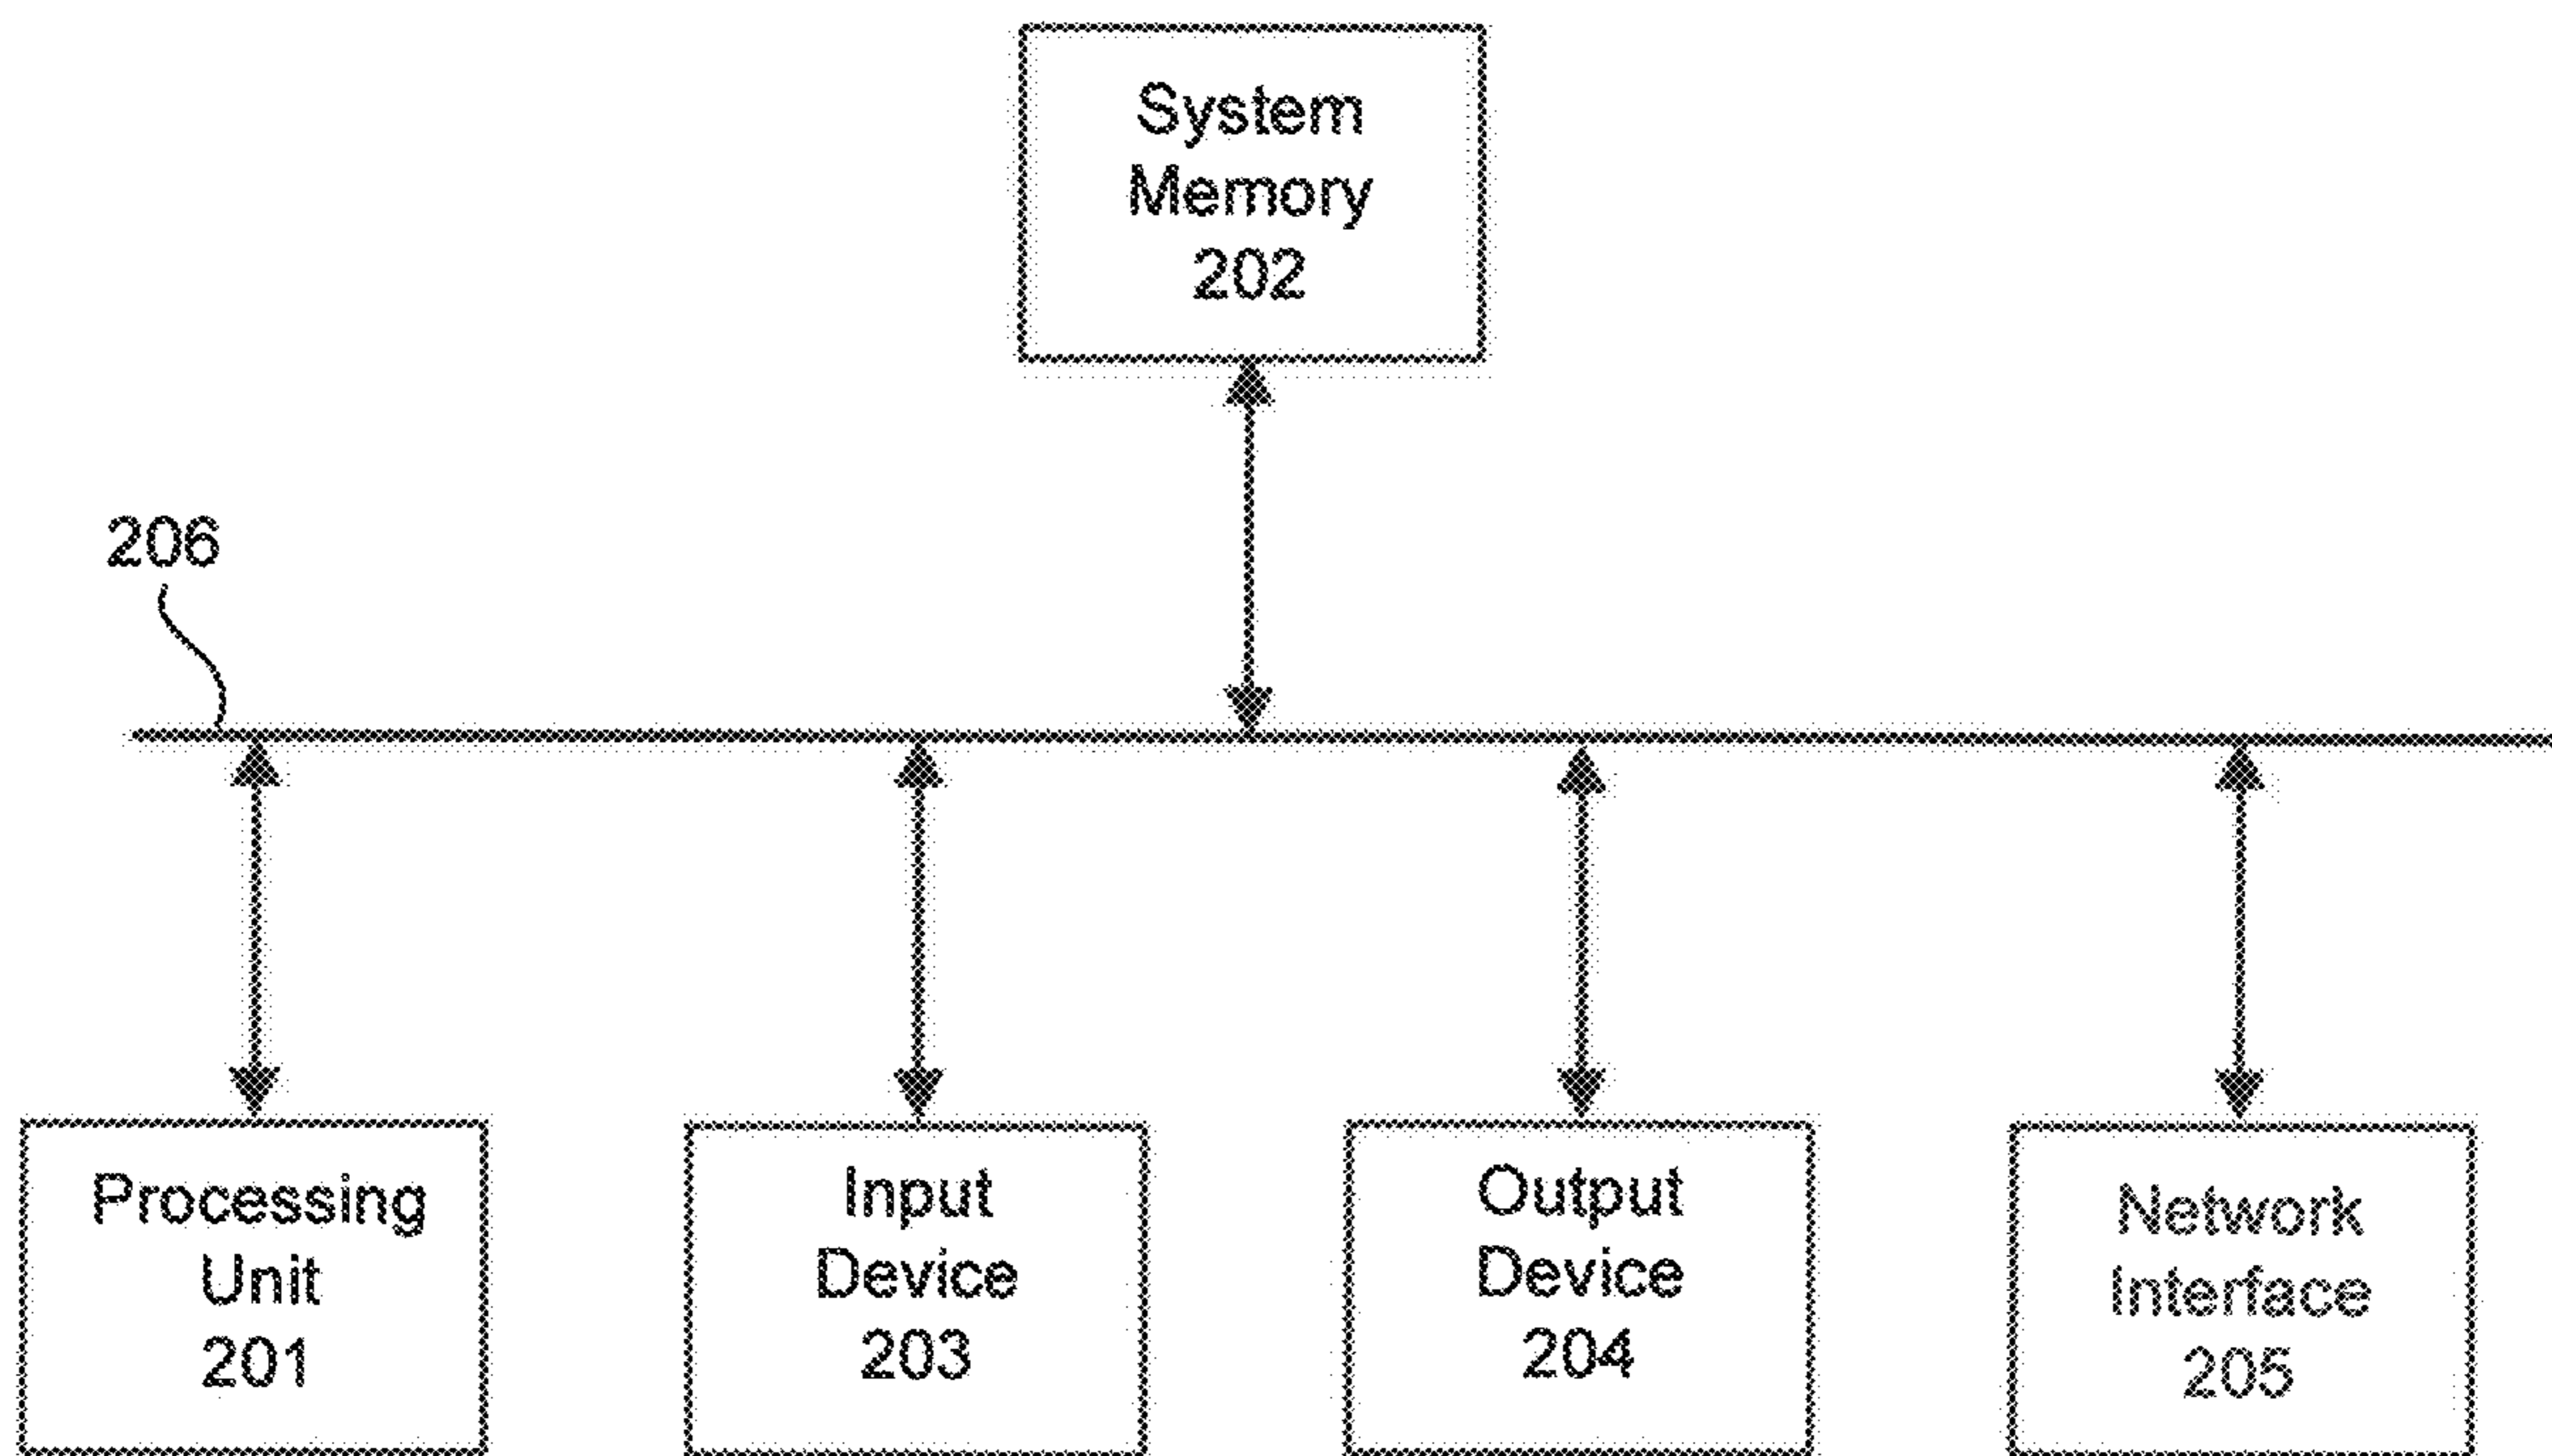 System
Memory
202
206
Processing
Unit
201
Input
Device
203
Output
Device
204
Network
Interface
205